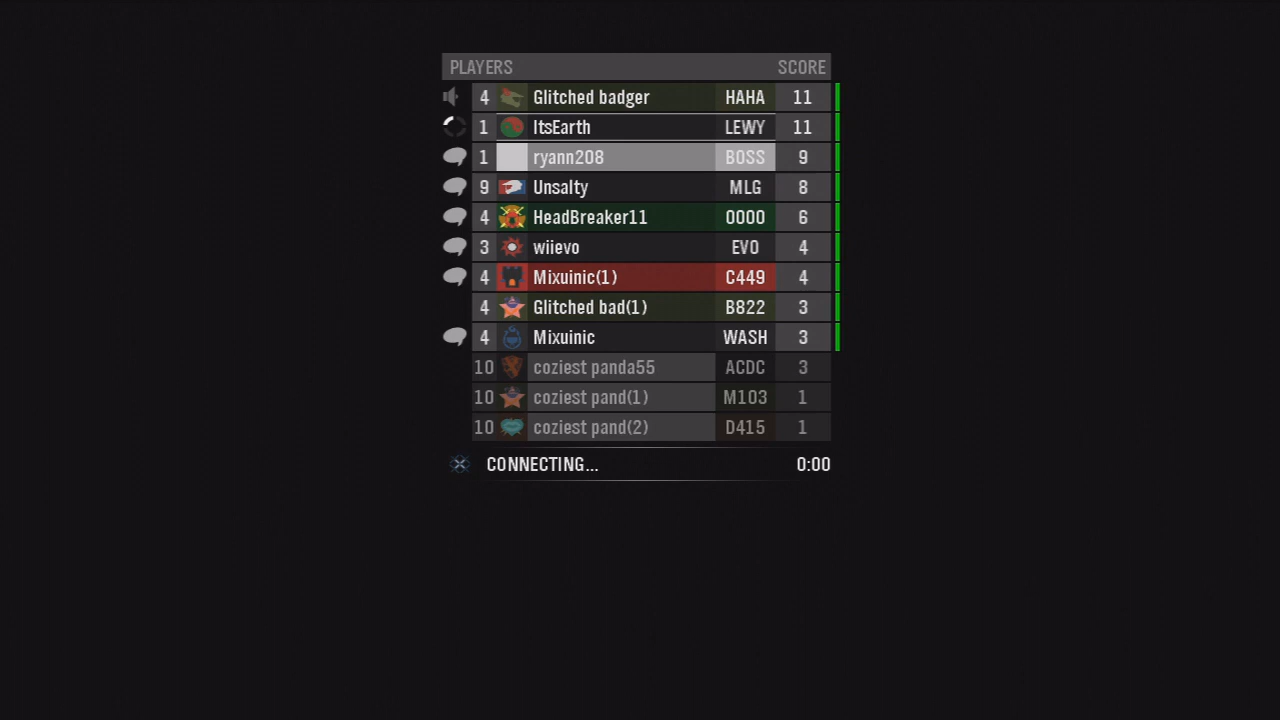 PLAYERS SCORE
4 Glitched badger HAHA 11
1 ItsEarth LEWY 11
1 ryann208 BOSS 9
9 Unsalty MLG 8
4 HeadBreaker11 0000 6
3 wiievo EVO 4
4 Mixuinic(1) C449 4
4 Glitched bad(1) B822 3
4 Mixuinic WASH 3
10 coziest panda55 ACDC 3
10 coziest pand(1) M103 1
10 coziest pand(2) D415 1
CONNECTING... 0:00